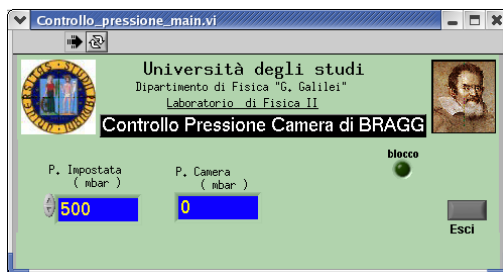 Controllo_pressione_main.vi
Università degli studi
Dipartimento di Fisica "G. Galilei"
Laboratorio di Fisica II
Controllo Pressione Camera di BRAGG
blocco
P. Impostata
( mbar )
P. Camera
( mbar )
500
0
Esci